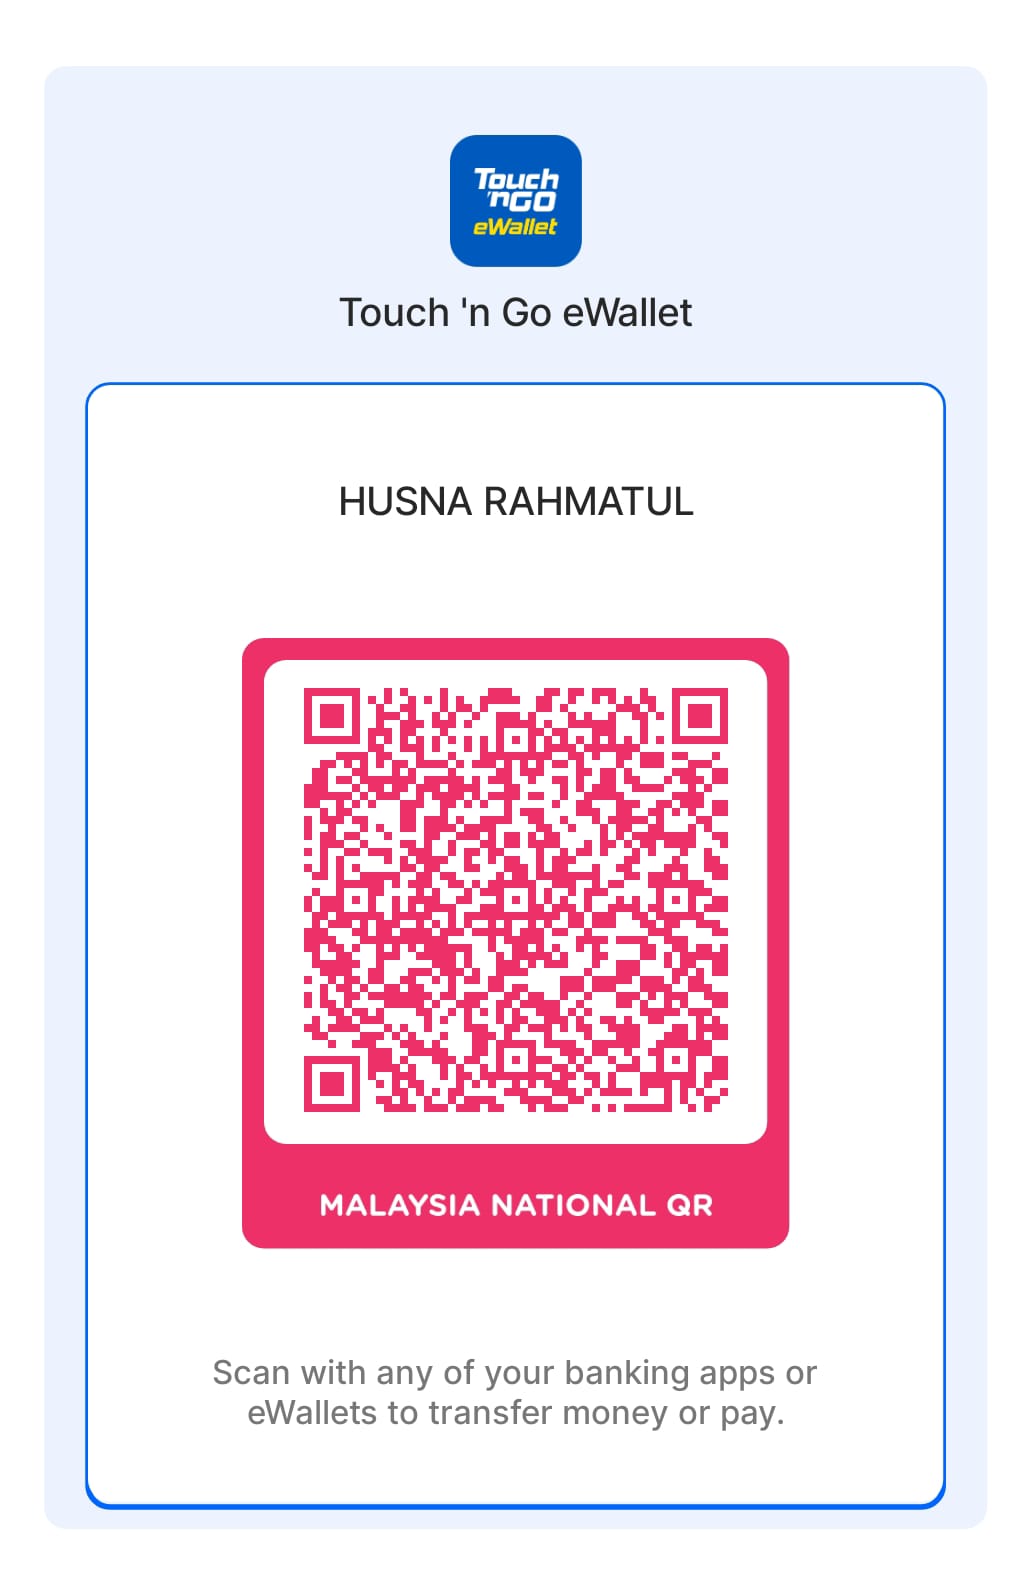 Touch
'nGO
eWallet
Touch 'n Go eWallet
HUSNA RAHMATUL
MALAYSIA NATIONAL QR
Scan with any of your banking apps or
eWallets to transfer money or pay.